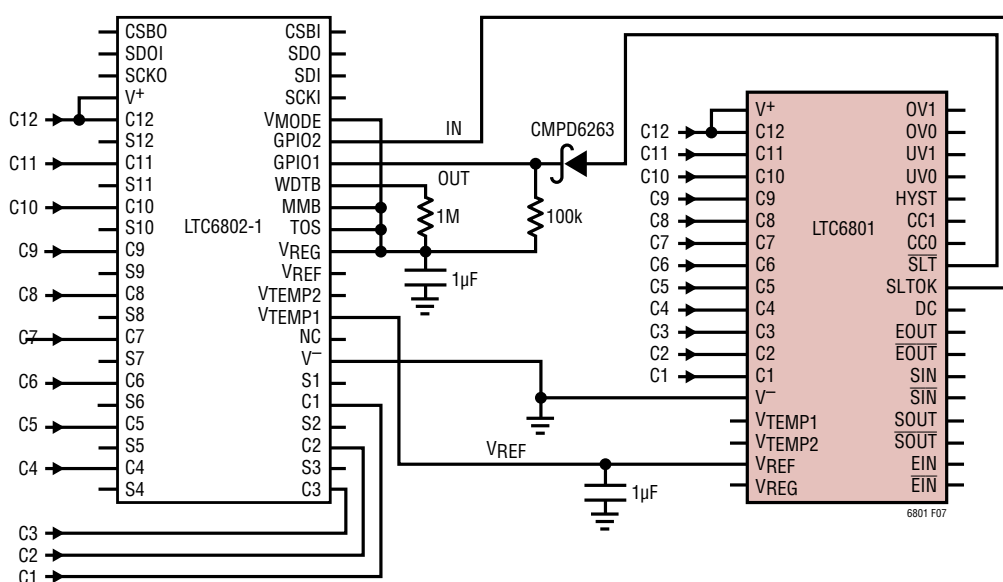 CSBO
SDOI
SCKO
V+
C12
C12
S12
C11
C11
S11
C10
C10
S10
C9
C9
S9
C8
C8
S8
C7
C7
S7
C6
C6
S6
C5
C5
S5
C4
C4
S4
C3
C2
C1
LTC6802-1
CSBI
SDO
SDI
SCKI
VMODE
GPIO2
GPIO1
WDTB
MMB
TOS
VREG
VREF
VTEMP2
VTEMP1
NC
V–
S1
C1
S2
C2
S3
C3
IN
OUT
CMPD6263
1M
100k
1µF
VREF
1µF
C12
C11
C10
C9
C8
C7
C6
C5
C4
C3
C2
C1
V+
C12
C11
C10
C9
C8
C7
C6
C5
C4
C3
C2
C1
V–
VTEMP1
VTEMP2
VREF
VREG
LTC6801
OV1
OV0
UV1
UV0
HYST
CC1
CC0
SLT
SLTOK
DC
EOUT
EOUT
SIN
SIN
SOUT
SOUT
EIN
EIN
6801 F07